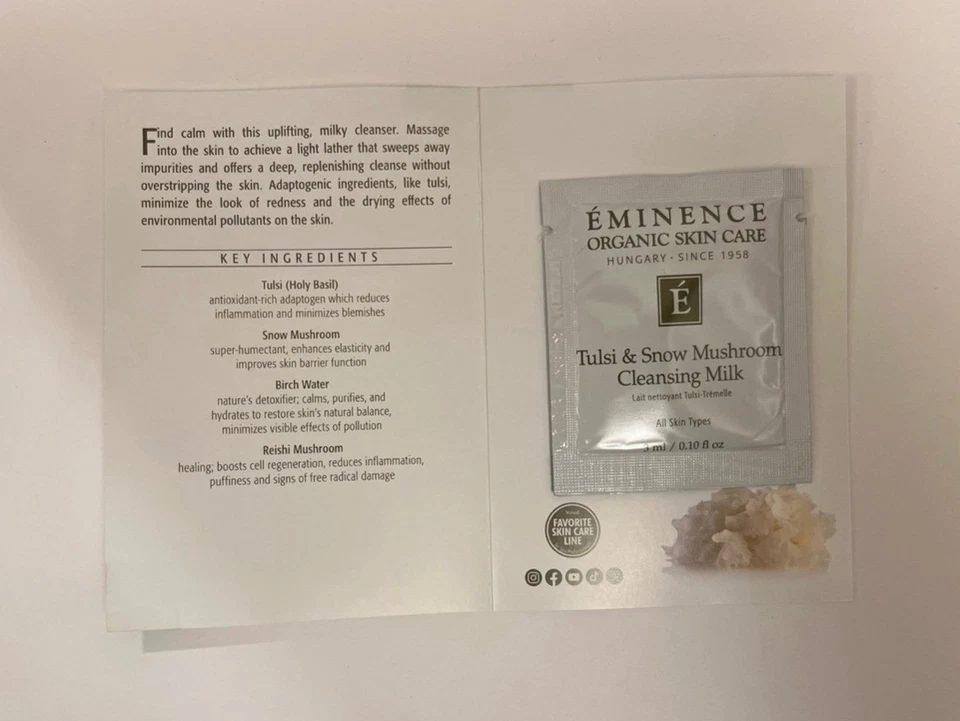 Find calm with this uplifting, milky cleanser. Massage
into the skin to achieve a light lather that sweeps away
impurities and offers a deep, replenishing cleanse without
overstripping the skin. Adaptogenic ingredients, like tulsi,
minimize the look of redness and the drying effects of
environmental pollutants on the skin.
KEY INGREDIENTS
Tulsi (Holy Basil)
antioxidant-rich adaptogen which reduces
inflammation and minimizes blemishes
Snow Mushroom
super-humectant, enhances elasticity and
improves skin barrier function
Birch Water
nature's detoxifier; calms, purifies, and
hydrates to restore skin's natural balance,
minimizes visible effects of pollution
Reishi Mushroom
healing; boosts cell regeneration, reduces inflammation,
puffiness and signs of free radical damage
ÉMINENCE
ORGANIC SKIN CARE
HUNGARY · SINCE 1958
É
Tulsi & Snow Mushroom
Cleansing Milk
Lait nettoyant Tulsi-Trémelle
All Skin Types
3 ml / 0.10 fl oz
Voted
FAVORITE
SKIN CARE
LINE